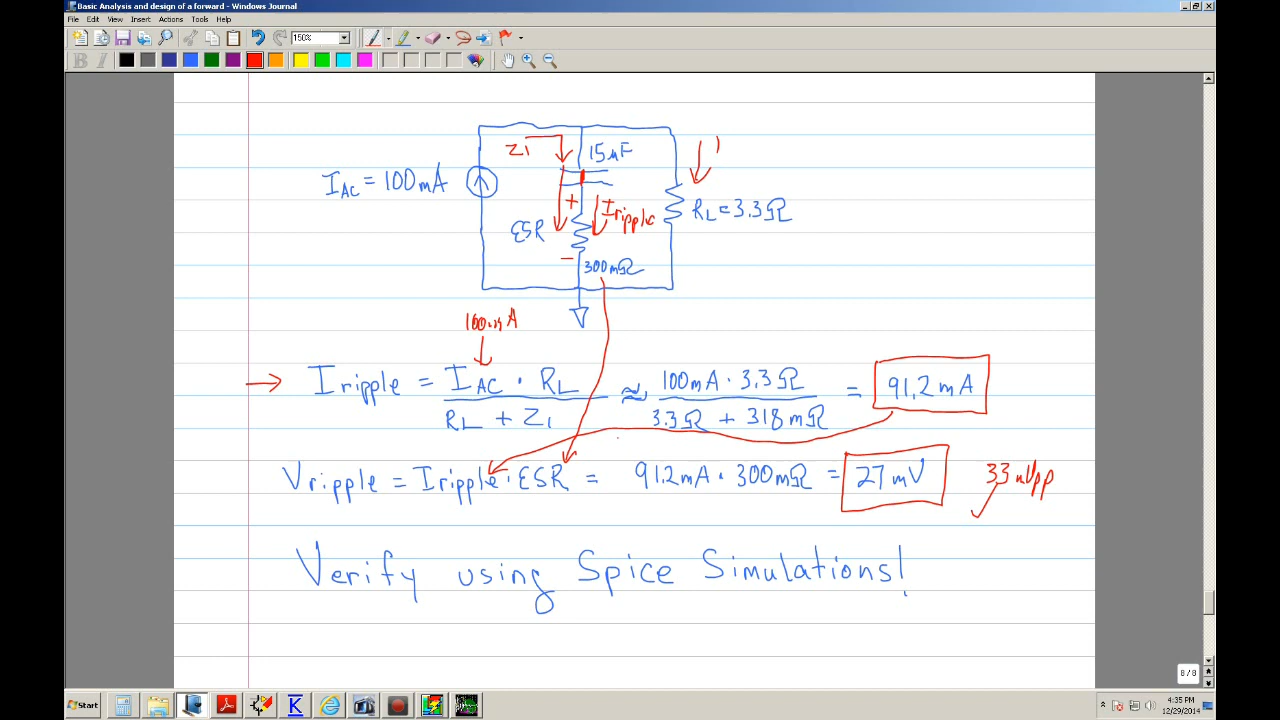 Basic Analysis and design of a forward - Windows Journal
File Edit View Insert Actions Tools Help
150%
B I
Z1
15µF
I
IAC = 100mA
+
Iripple
RL = 3.3Ω
ESR
−
300mΩ
100mA
Iripple = IAC · RL / RL + Z1 ≈ 100mA · 3.3Ω / 3.3Ω + 318mΩ = 91.2mA
Vripple = Iripple · ESR = 91.2mA · 300mΩ = 27mV 33mVpp
Verify using Spice Simulations!
8/8
Start K
4:35 PM
12/29/2014